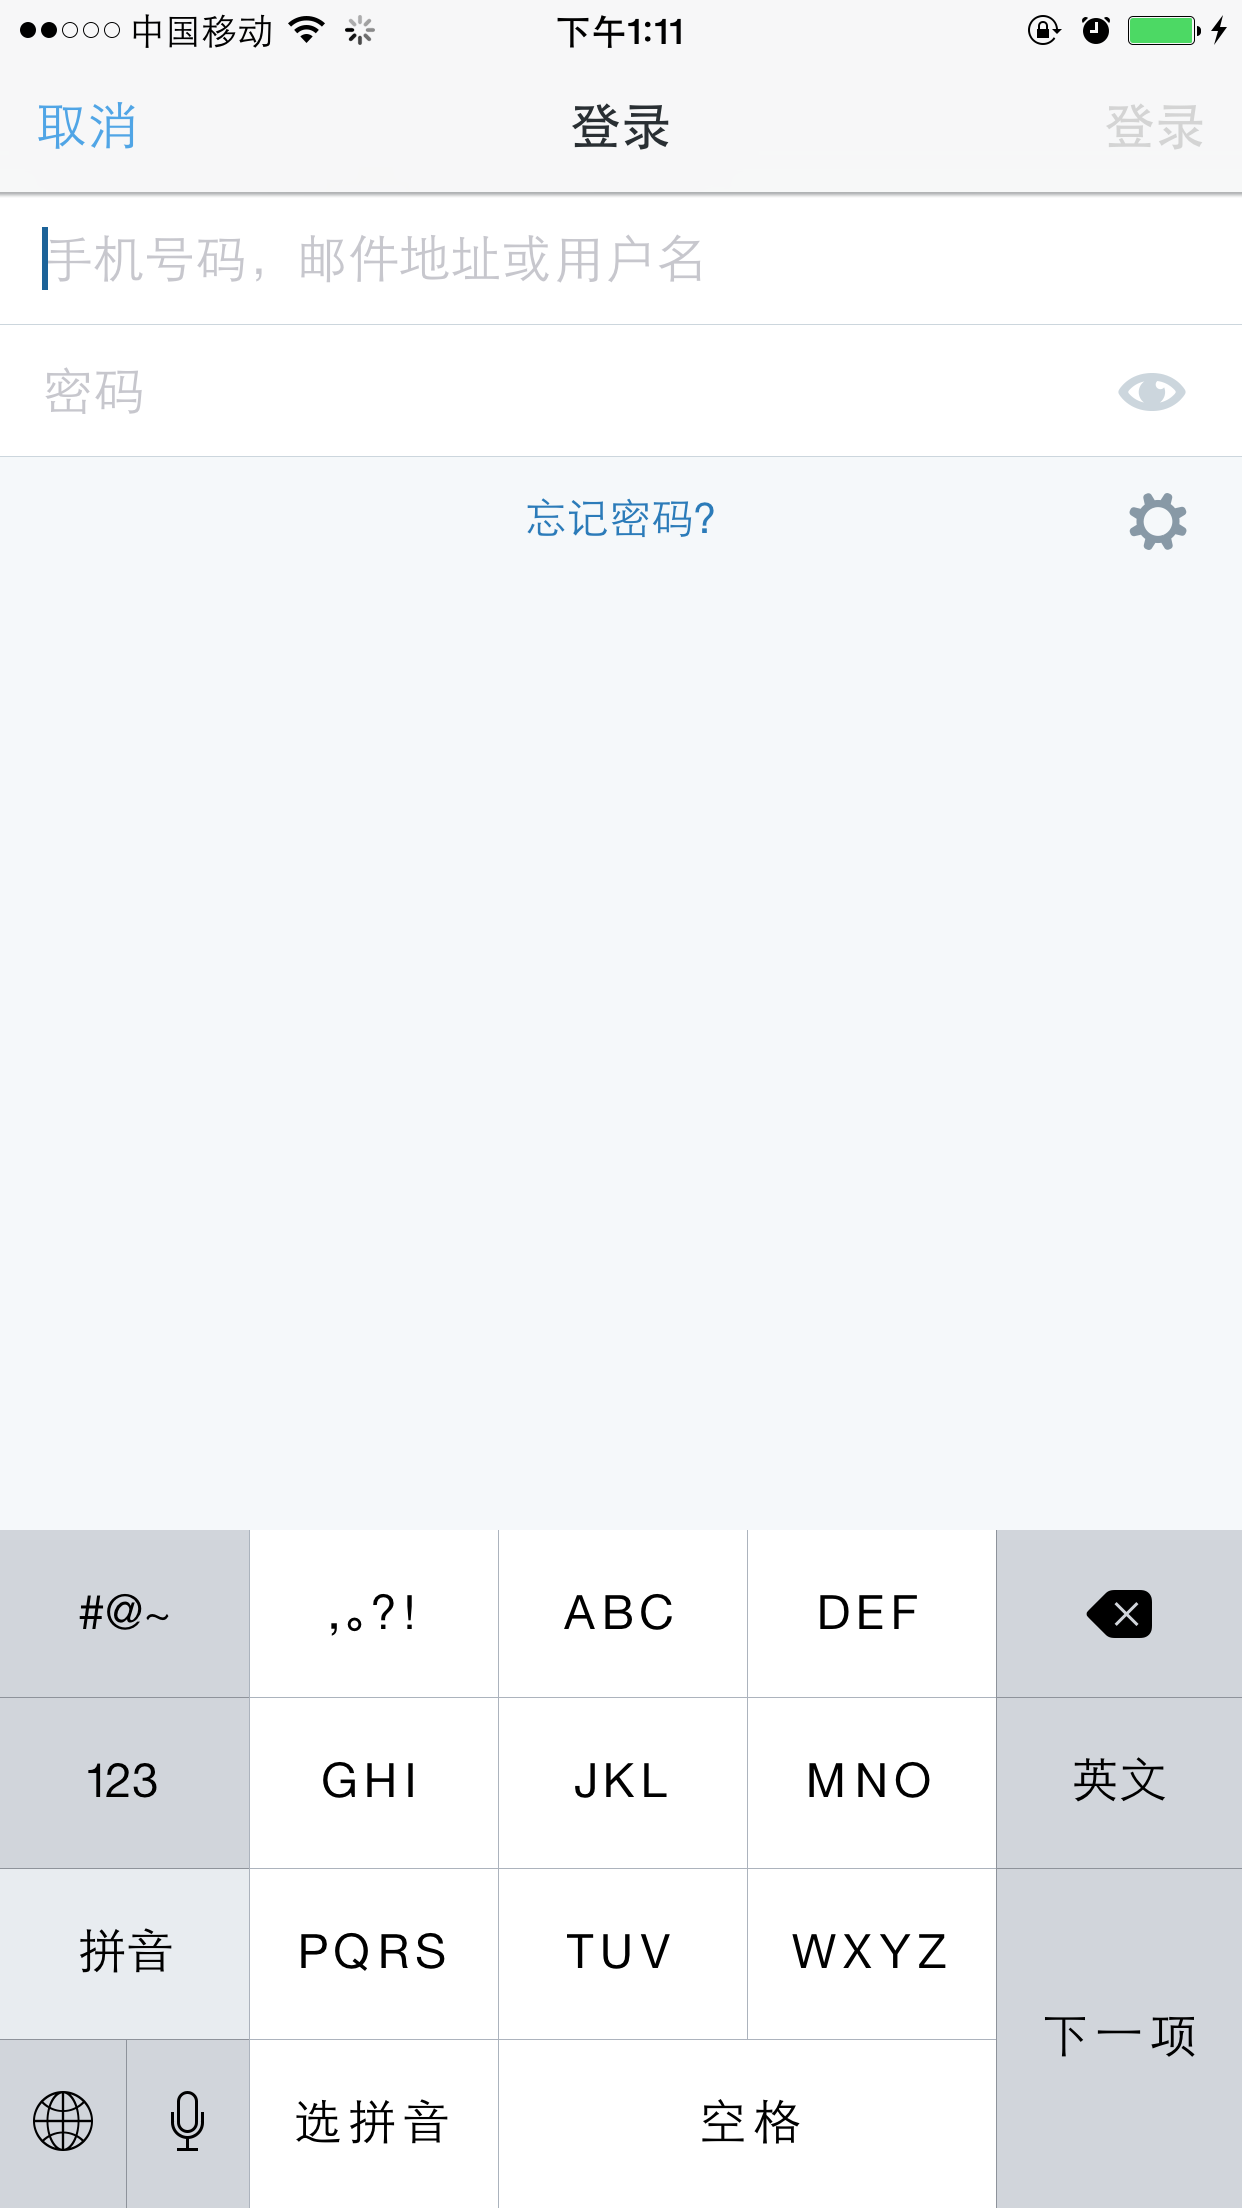 中国移动 下午1:11
取消 登录 登录
手机号码，邮件地址或用户名
密码
忘记密码?
#@~ ,。?! ABC DEF
123 GHI JKL MNO 英文
拼音 PQRS TUV WXYZ
下一项
选拼音 空格